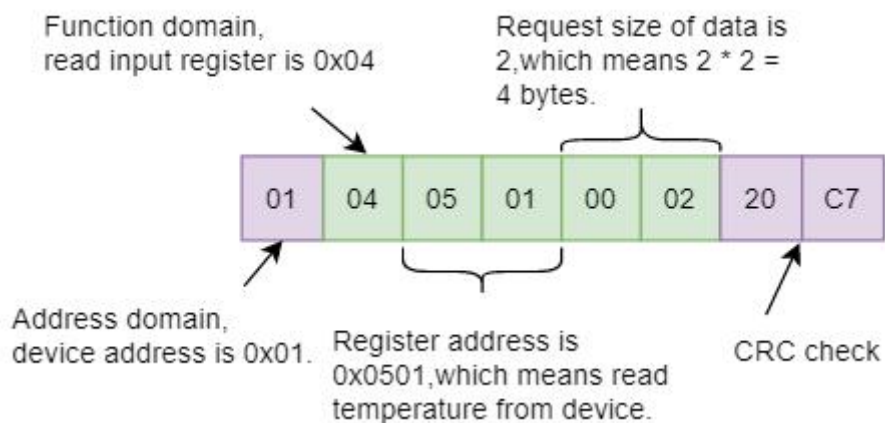 Function domain,
read input register is 0x04
Request size of data is
2,which means 2 * 2 =
4 bytes.
01 04 05 01 00 02 20 C7
Address domain,
device address is 0x01.
Register address is
0x0501,which means read
temperature from device.
CRC check